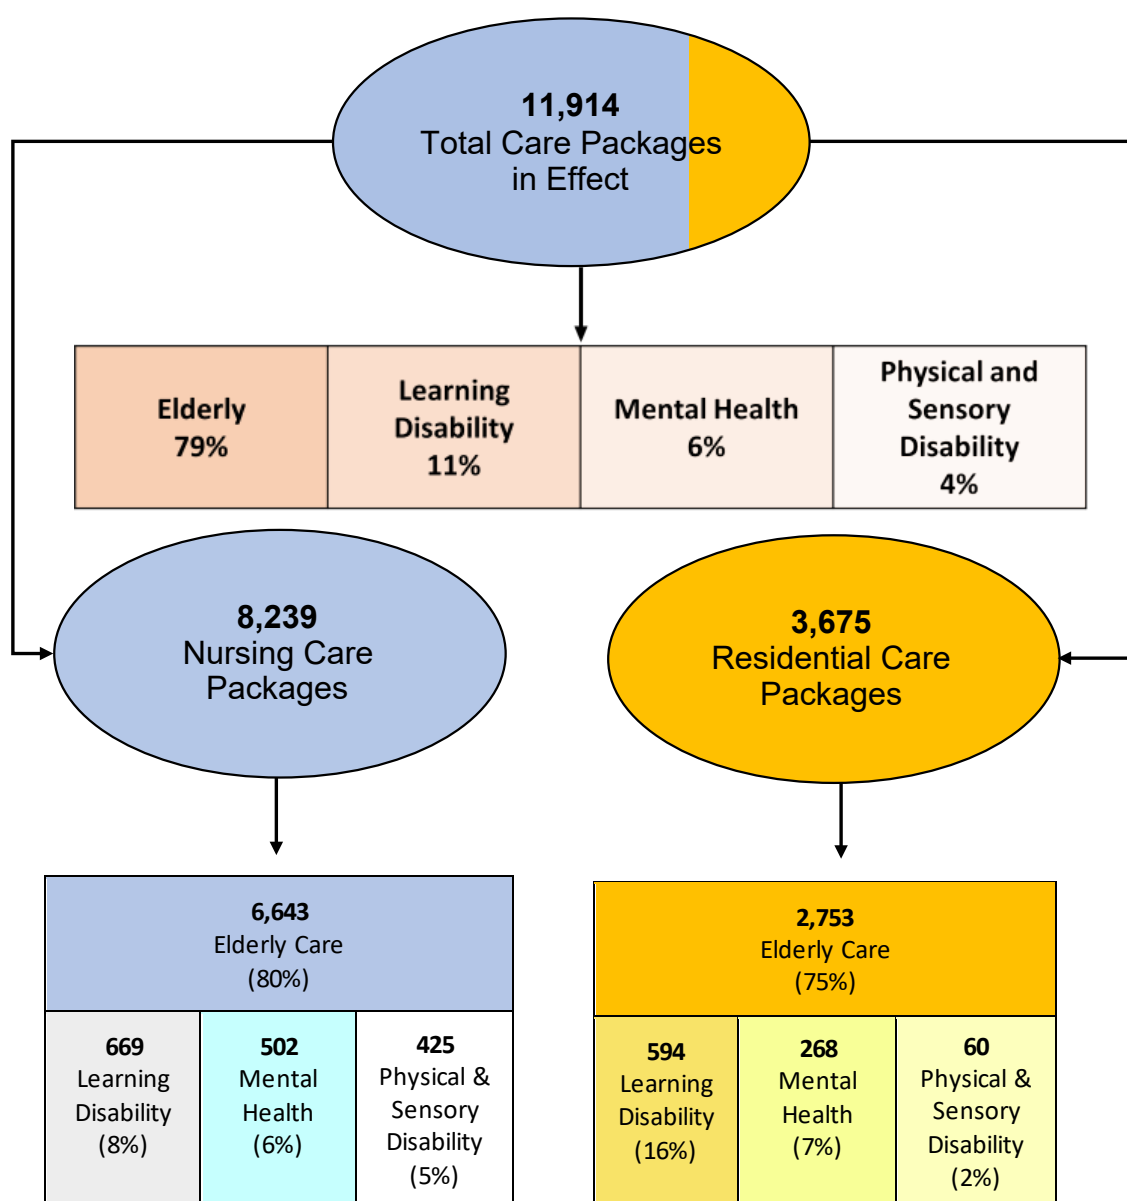 11,914
Total Care Packages
in Effect
Elderly
79%
Learning
Disability
11%
Mental Health
6%
Physical and
Sensory
Disability
4%
8,239
Nursing Care
Packages
3,675
Residential Care
Packages
6,643
Elderly Care
(80%)
669
Learning
Disability
(8%)
502
Mental
Health
(6%)
425
Physical &
Sensory
Disability
(5%)
2,753
Elderly Care
(75%)
594
Learning
Disability
(16%)
268
Mental
Health
(7%)
60
Physical &
Sensory
Disability
(2%)